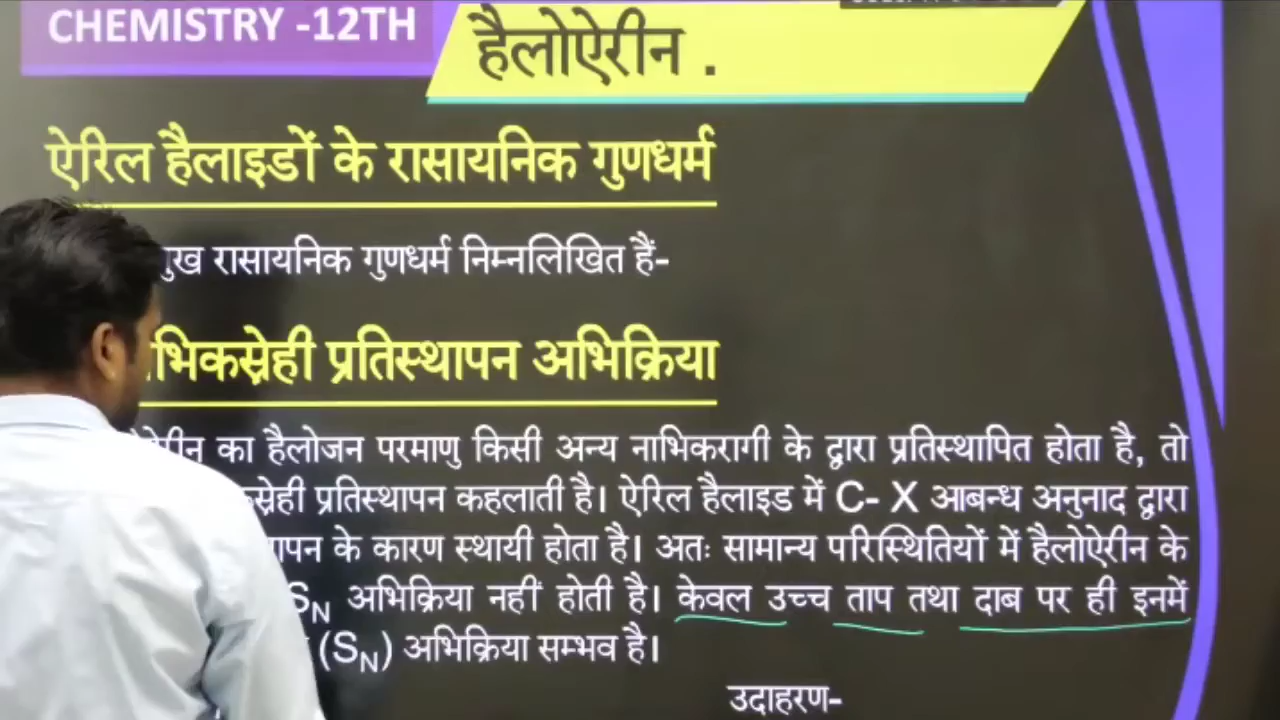 CHEMISTRY -12TH
हैलोऐरीन .
ऐरिल हैलाइडों के रासायनिक गुणधर्म
रासायनिक गुणधर्म निम्नलिखित हैं-
प्रतिस्थापन अभिक्रिया
का हैलोजन परमाणु किसी अन्य नाभिकरागी के द्वारा प्रतिस्थापित होता है, तो
प्रतिस्थापन कहलाती है। ऐरिल हैलाइड में C- X आबन्ध अनुनाद द्वारा
के कारण स्थायी होता है। अतः सामान्य परिस्थितियों में हैलोऐरीन के
SN अभिक्रिया नहीं होती है। केवल उच्च ताप तथा दाब पर ही इनमें
(SN) अभिक्रिया सम्भव है।
उदाहरण-